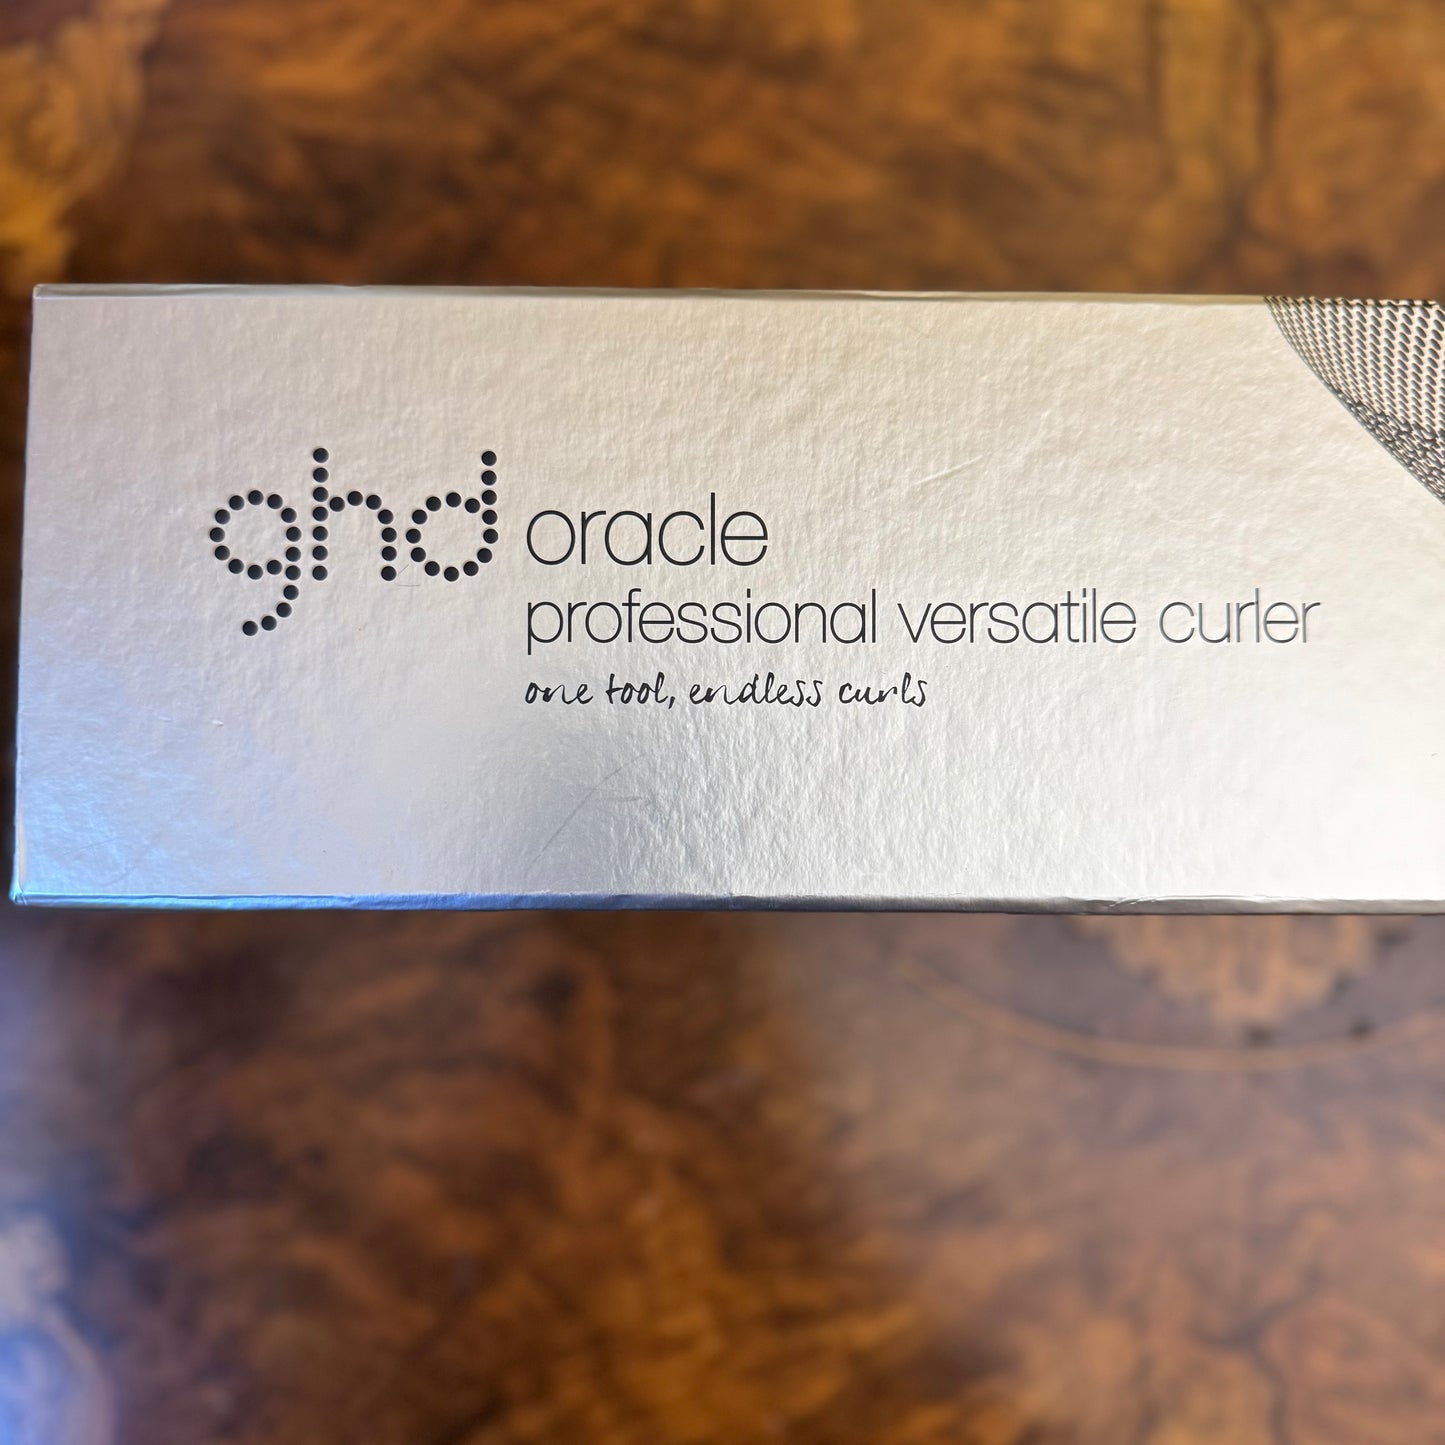 ghd oracle
professional versatile curler
one tool, endless curls